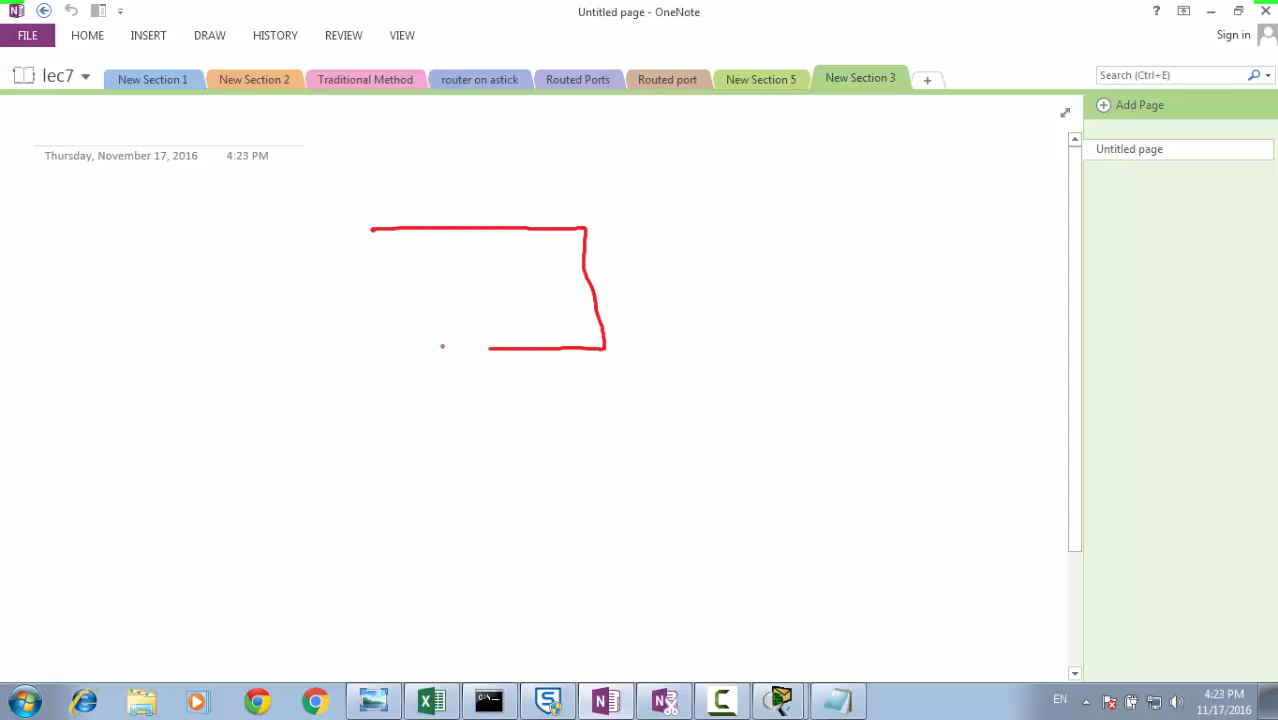 Untitled page - OneNote
FILE HOME INSERT DRAW HISTORY REVIEW VIEW Sign in
lec7 New Section 1 New Section 2 Traditional Method router on astick Routed Ports Routed port New Section 5 New Section 3 Search (Ctrl+E)
Add Page
Thursday, November 17, 2016 4:23 PM
Untitled page
EN 4:23 PM
11/17/2016